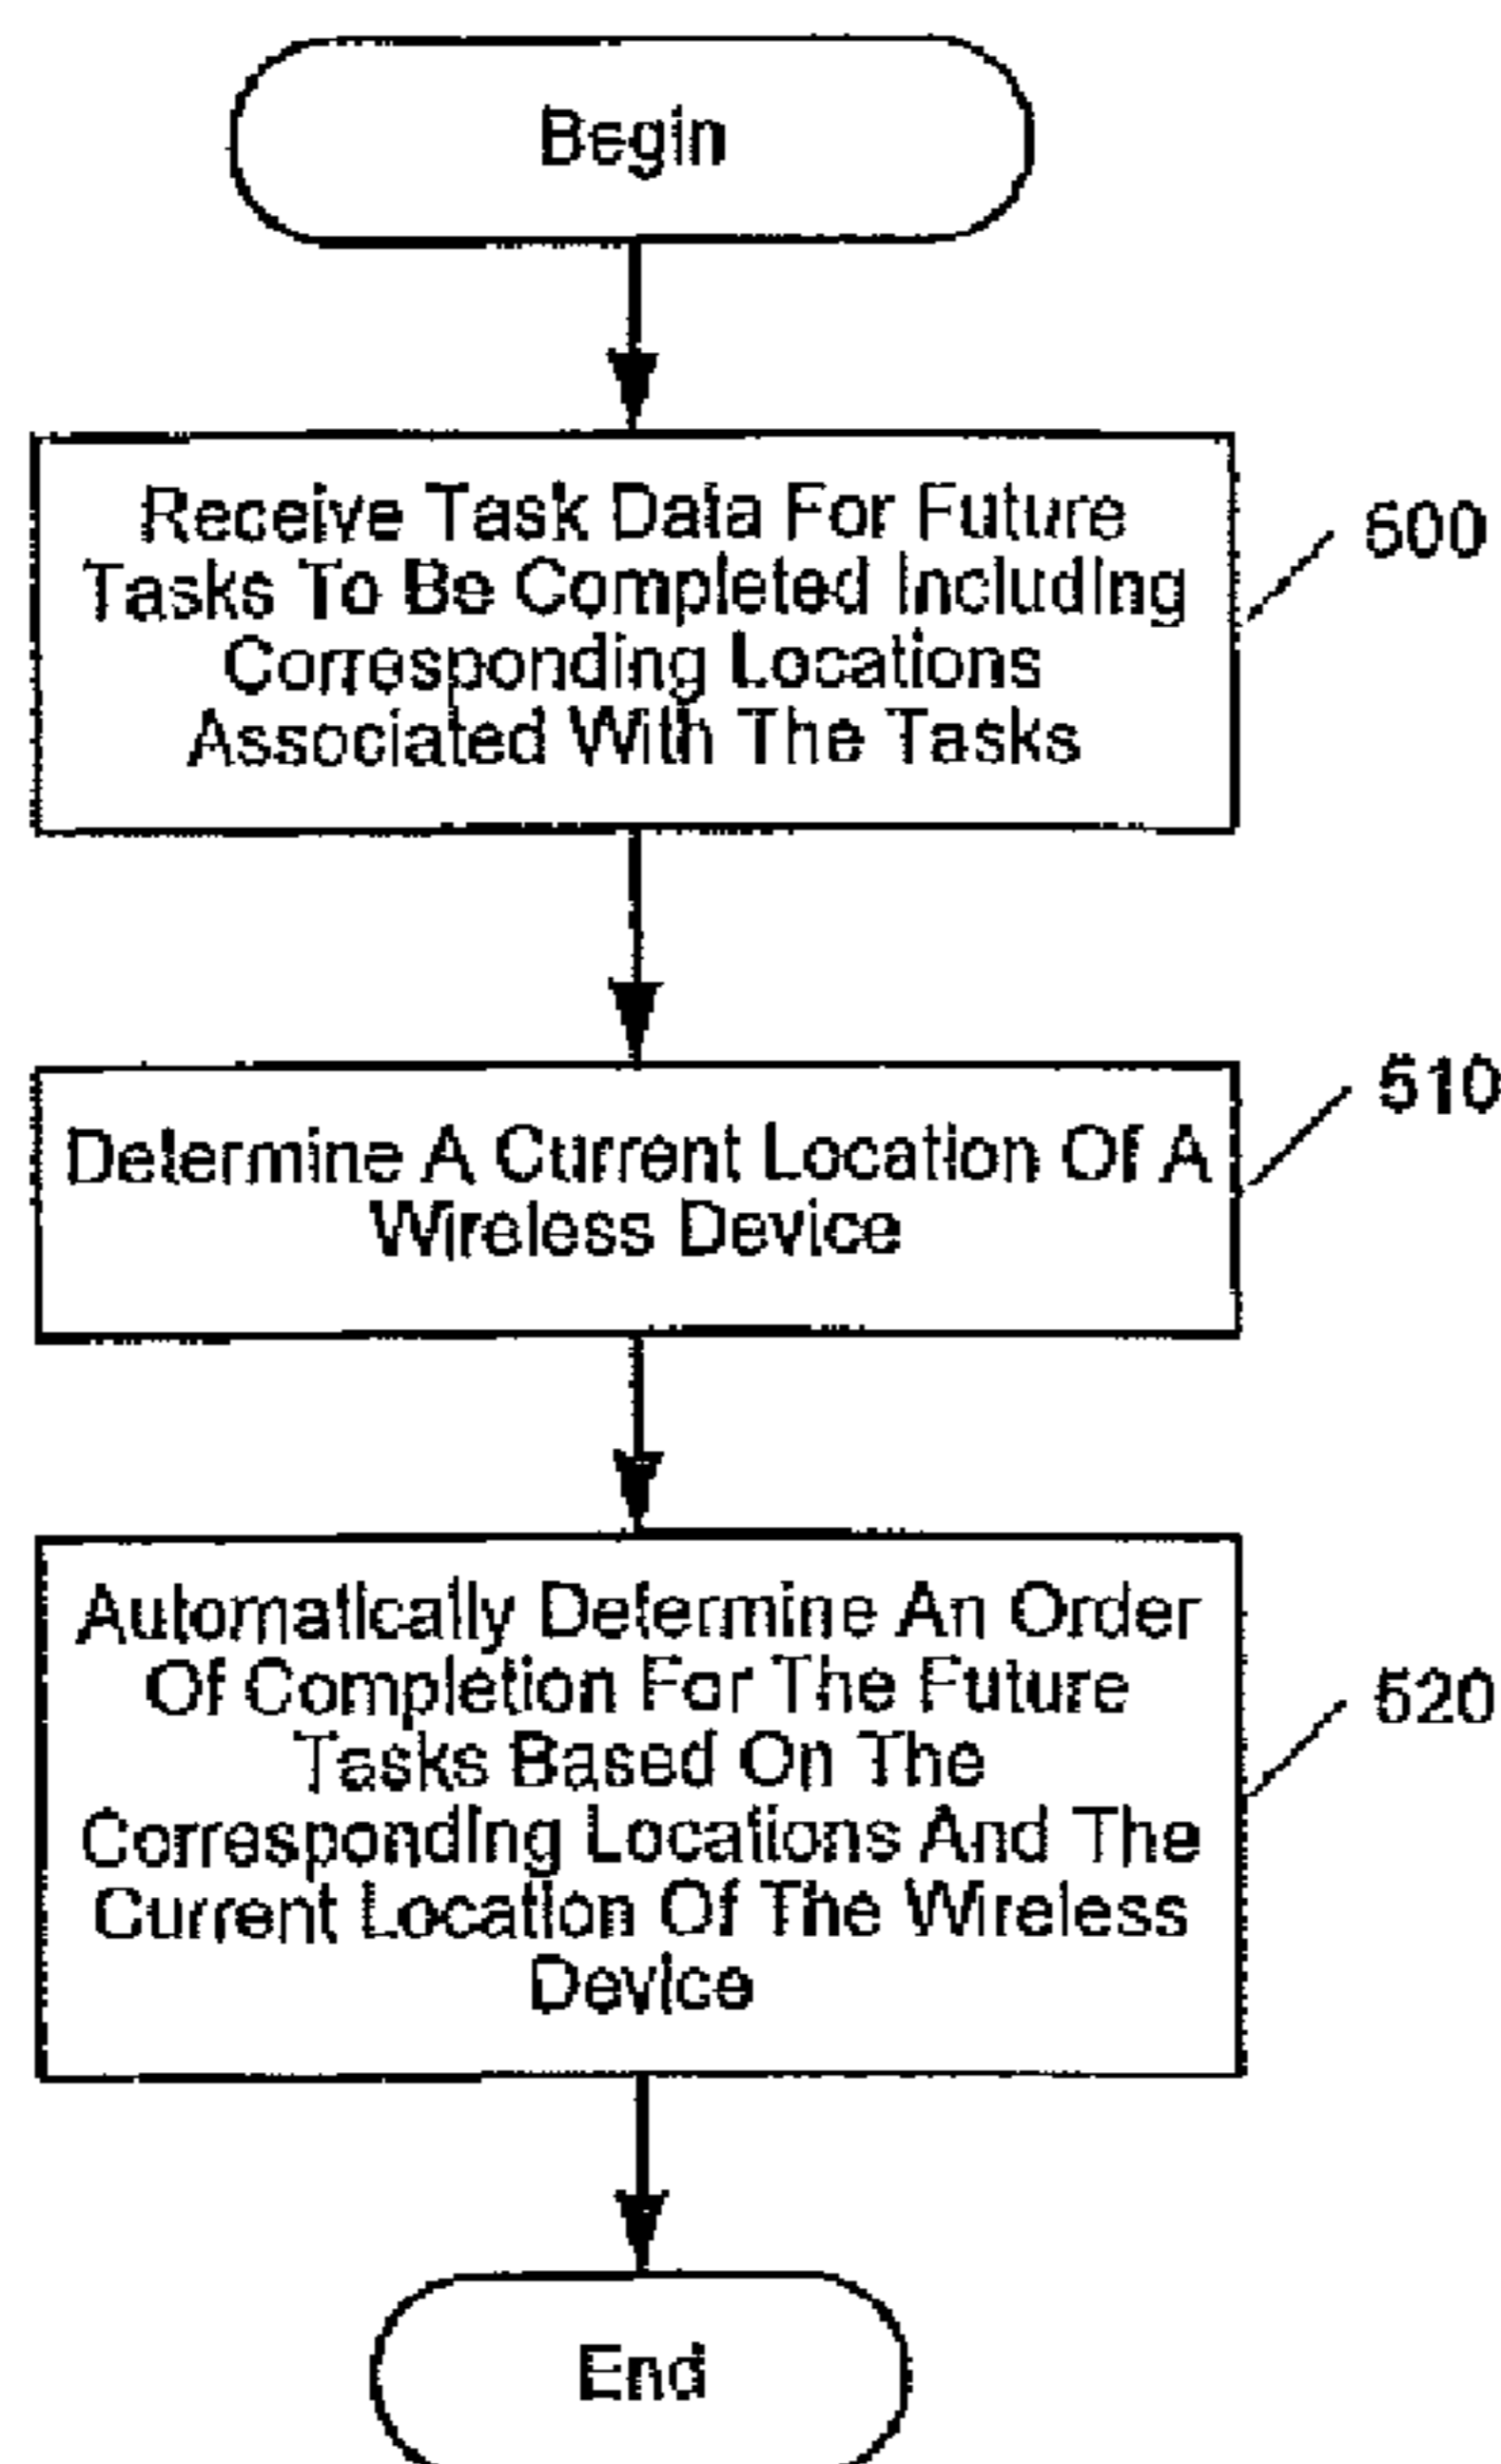 Begin
Receive Task Data For Future
Tasks To Be Completed Including
Corresponding Locations
Associated With The Tasks
500
Determine A Current Location Of A
Wireless Device
510
Automatically Determine An Order
Of Completion For The Future
Tasks Based On The
Corresponding Locations And The
Current Location Of The Wireless
Device
520
End